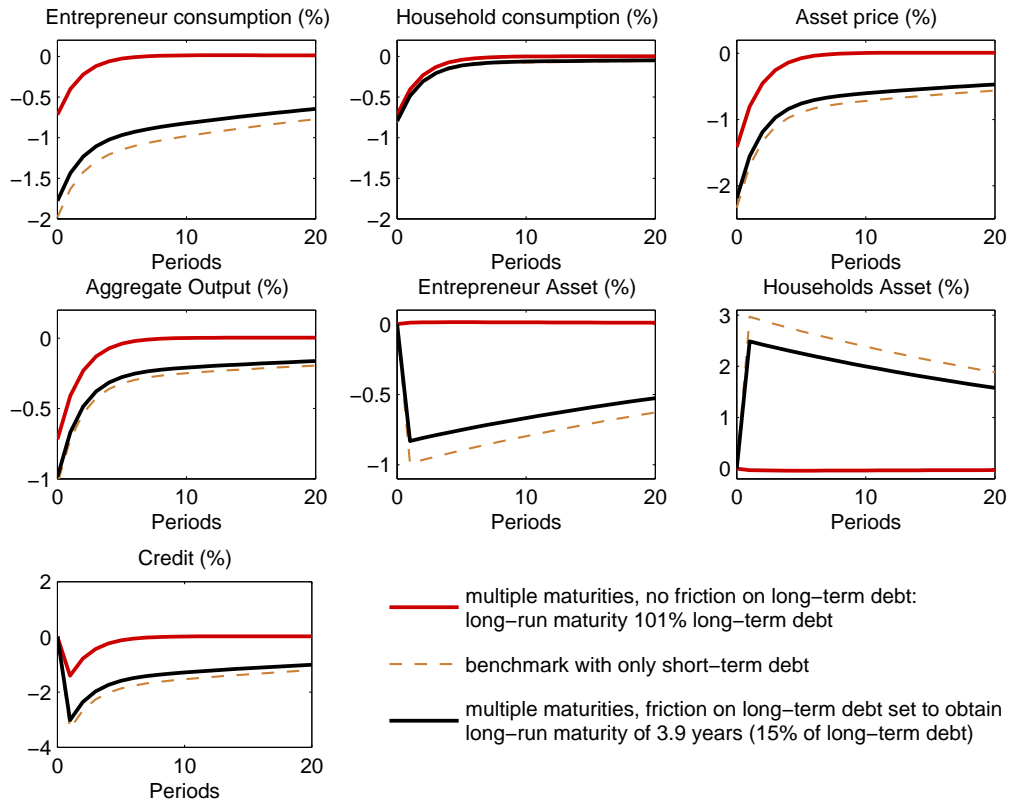 Entrepreneur consumption (%)
Household consumption (%)
Asset price (%)
0
−0.5
−1
−1.5
−2
0
10
20
Periods
0
−0.5
−1
−1.5
−2
0
10
20
Periods
0
−1
−2
0
10
20
Periods
Aggregate Output (%)
Entrepreneur Asset (%)
Households Asset (%)
0
−0.5
−1
0
10
20
Periods
0
−0.5
−1
0
10
20
Periods
3
2
1
0
0
10
20
Periods
Credit (%)
2
0
−2
−4
0
10
20
Periods
multiple maturities, no friction on long−term debt:
long−run maturity 101% long−term debt
benchmark with only short−term debt
multiple maturities, friction on long−term debt set to obtain
long−run maturity of 3.9 years (15% of long−term debt)